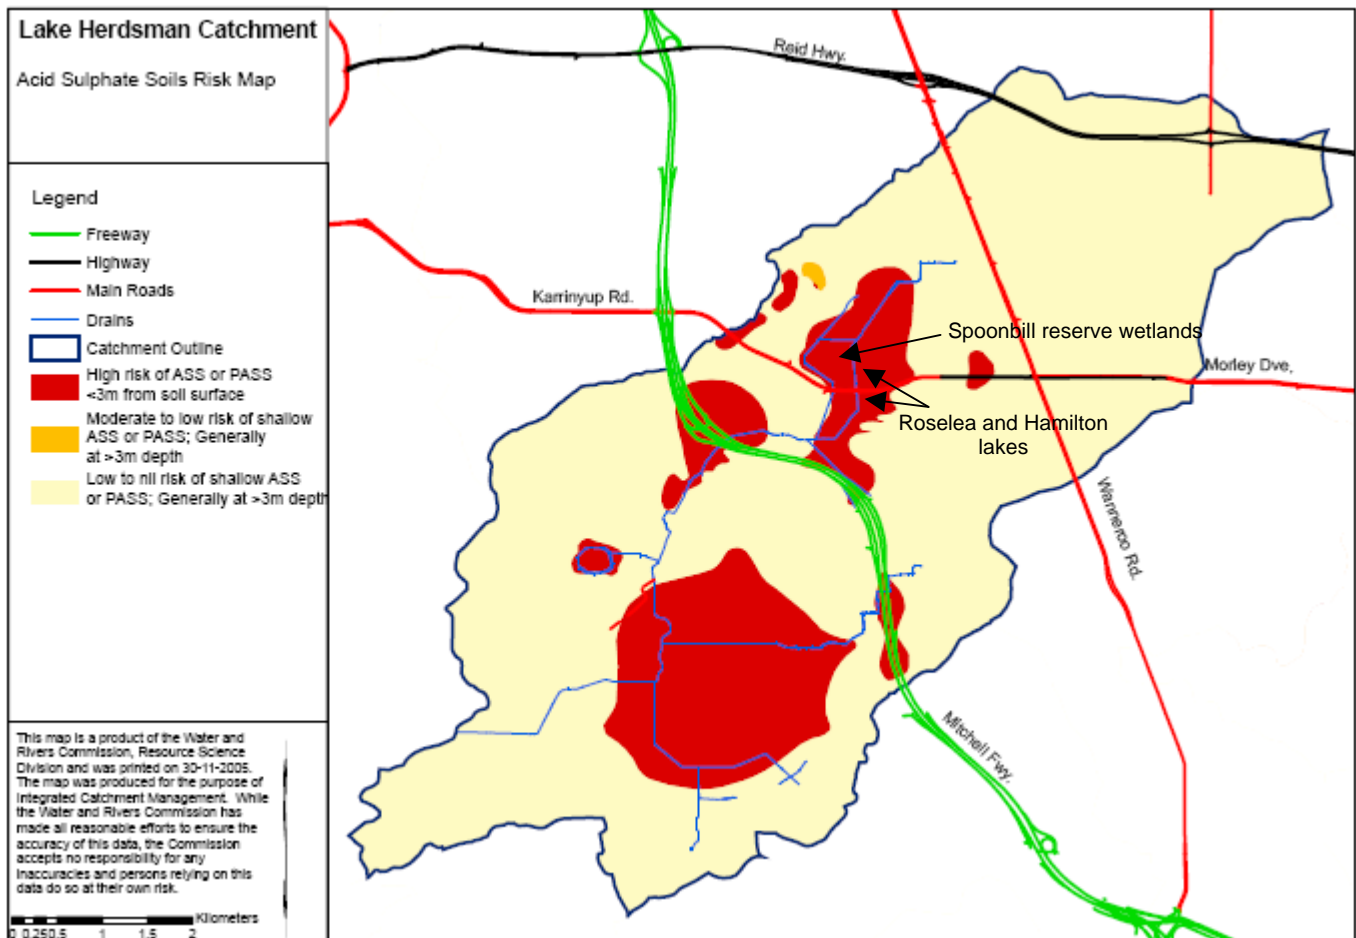 Lake Herdsman Catchment
Acid Sulphate Soils Risk Map
Legend
Freeway
Highway
Main Roads
Drains
Catchment Outline
High risk of ASS or PASS
<3m from soil surface
Moderate to low risk of shallow
ASS or PASS; Generally
at >3m depth
Low to nil risk of shallow ASS
or PASS; Generally at >3m depth
This map is a product of the Water and
Rivers Commission, Resource Science
Division and was printed on 30-11-2005.
The map was produced for the purpose of
Integrated Catchment Management. While
the Water and Rivers Commission has
made all reasonable efforts to ensure the
accuracy of this data, the Commission
accepts no responsibility for any
inaccuracies and persons relying on this
data do so at their own risk.
Kilometers
0 0.25 0.5 1 1.5 2
Reid Hwy.
Karrinyup Rd.
Spoonbill reserve wetlands
Morley Dve,
Roselea and Hamilton
lakes
Wanneroo Rd.
Mitchell Fwy.